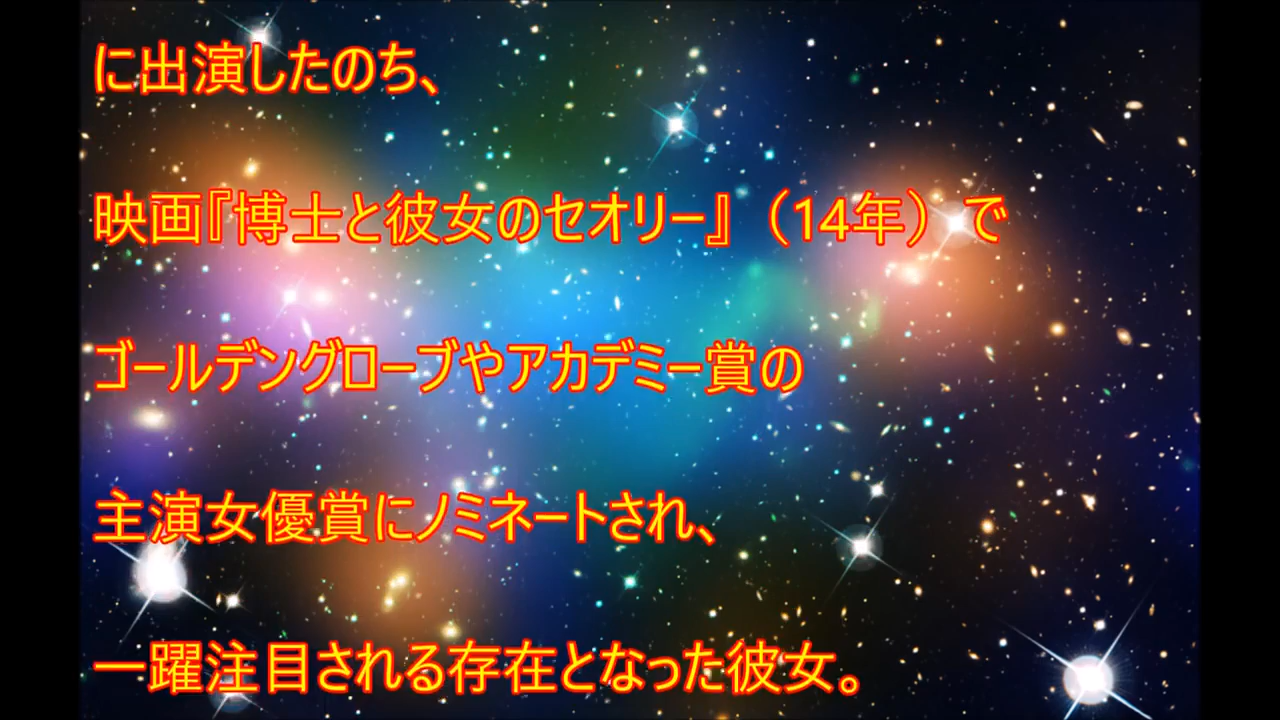 に出演したのち、
映画『博士と彼女のセオリー』（14年）で
ゴールデングローブやアカデミー賞の
主演女優賞にノミネートされ、
一躍注目される存在となった彼女。